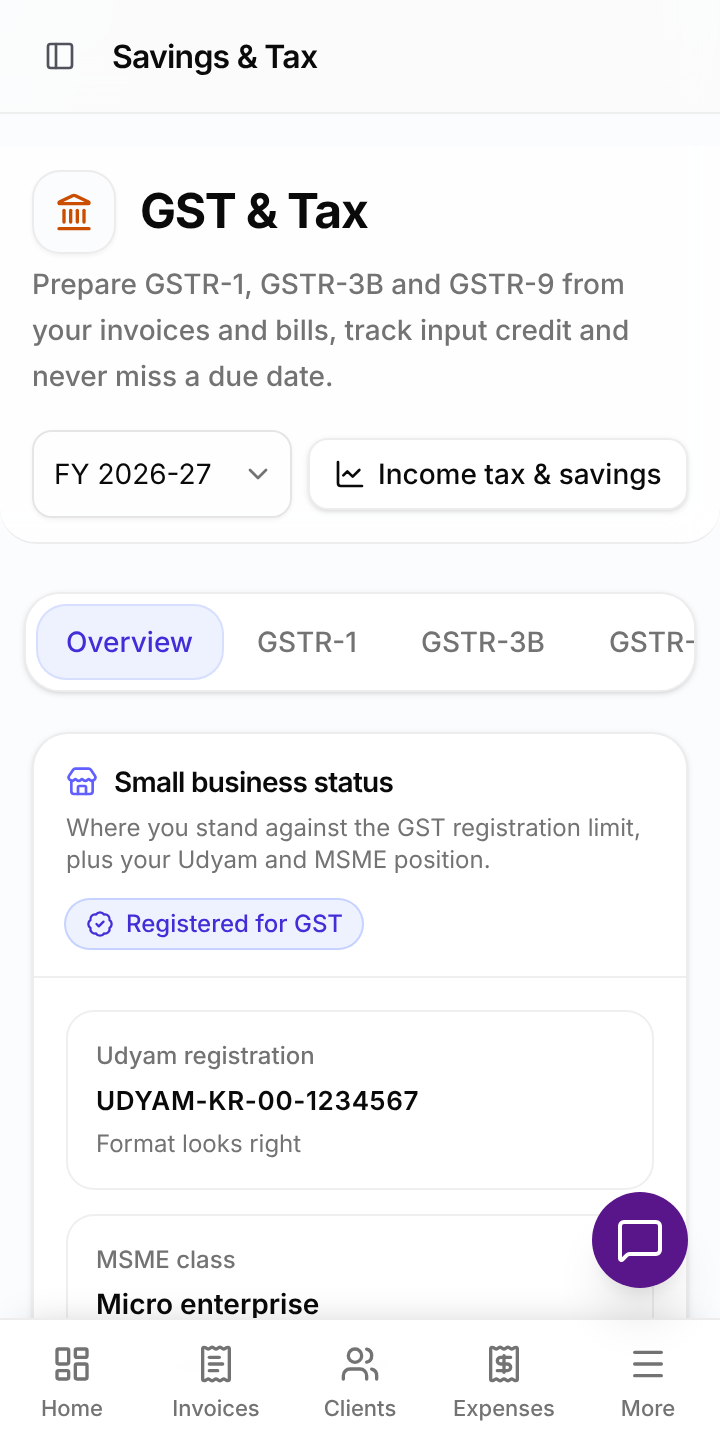 Savings & Tax
GST & Tax
Prepare GSTR-1, GSTR-3B and GSTR-9 from
your invoices and bills, track input credit and
never miss a due date.
FY 2026-27
Income tax & savings
Overview
GSTR-1
GSTR-3B
GSTR-
Small business status
Where you stand against the GST registration limit,
plus your Udyam and MSME position.
Registered for GST
Udyam registration
UDYAM-KR-00-1234567
Format looks right
MSME class
Micro enterprise
Home
Invoices
Clients
Expenses
More